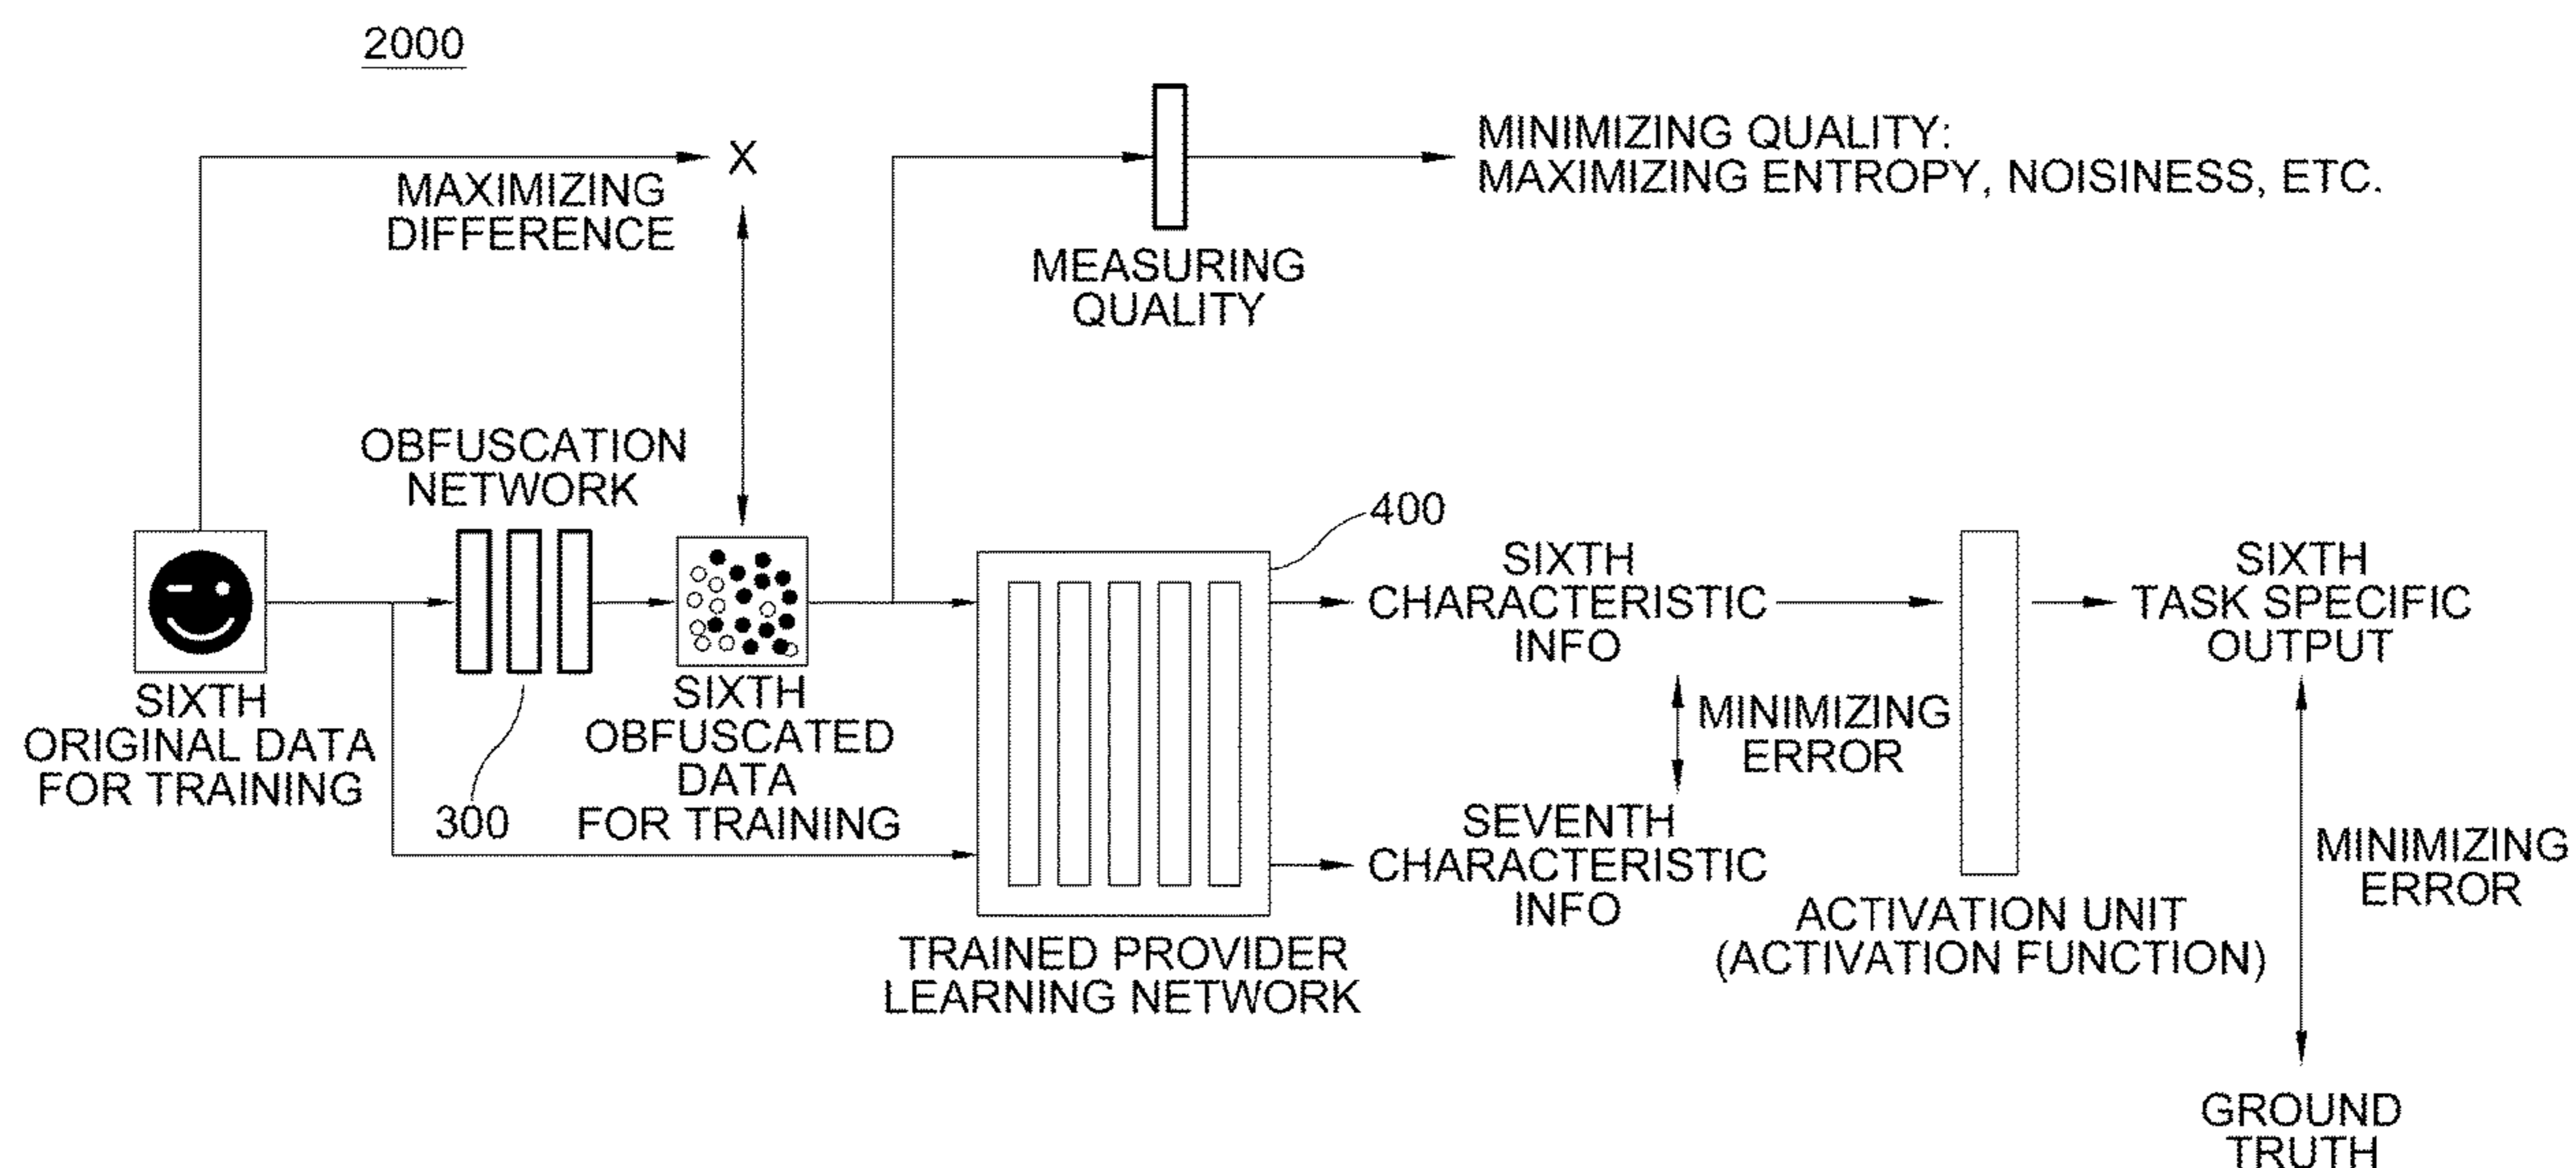 2000
X
MAXIMIZING
DIFFERENCE
MINIMIZING QUALITY:
MAXIMIZING ENTROPY, NOISINESS, ETC.
MEASURING
QUALITY
OBFUSCATION
NETWORK
300
SIXTH
ORIGINAL DATA
FOR TRAINING
SIXTH
OBFUSCATED
DATA
FOR TRAINING
400
TRAINED PROVIDER
LEARNING NETWORK
SIXTH
CHARACTERISTIC
INFO
MINIMIZING
ERROR
SEVENTH
CHARACTERISTIC
INFO
ACTIVATION UNIT
(ACTIVATION FUNCTION)
SIXTH
TASK SPECIFIC
OUTPUT
MINIMIZING
ERROR
GROUND
TRUTH